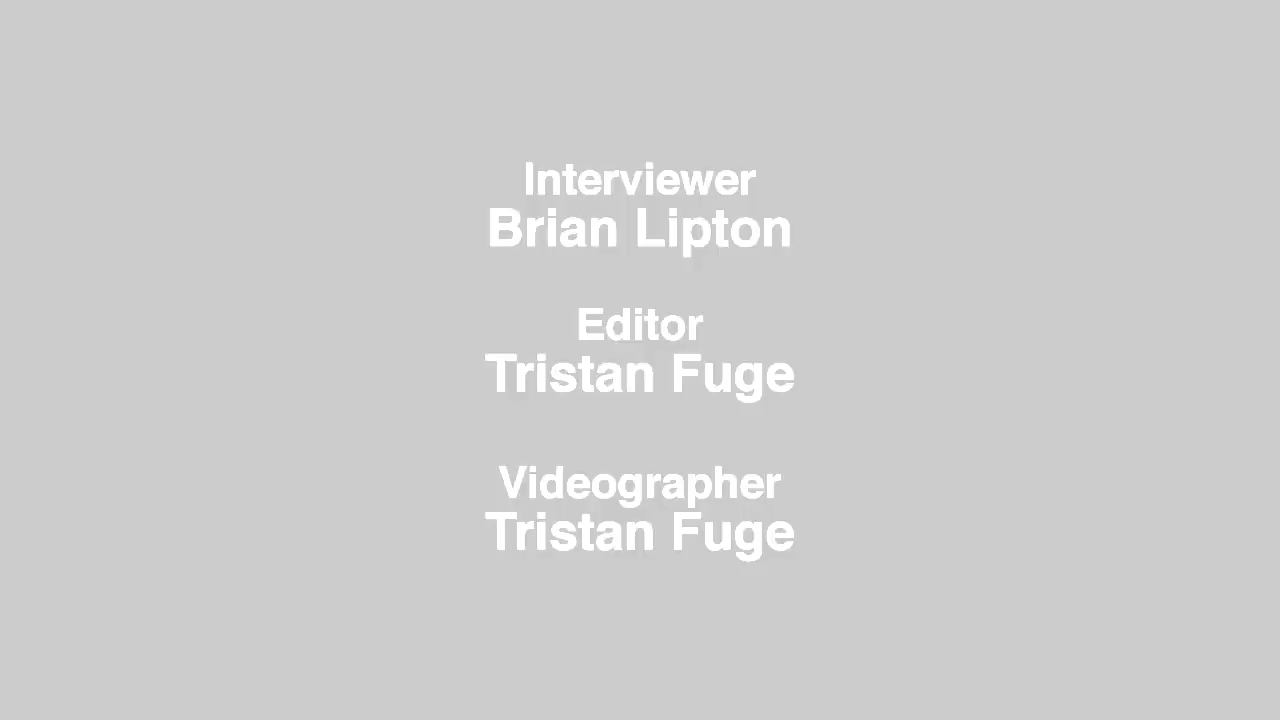 Interviewer
Brian Lipton
Editor
Tristan Fuge
Videographer
Tristan Fuge